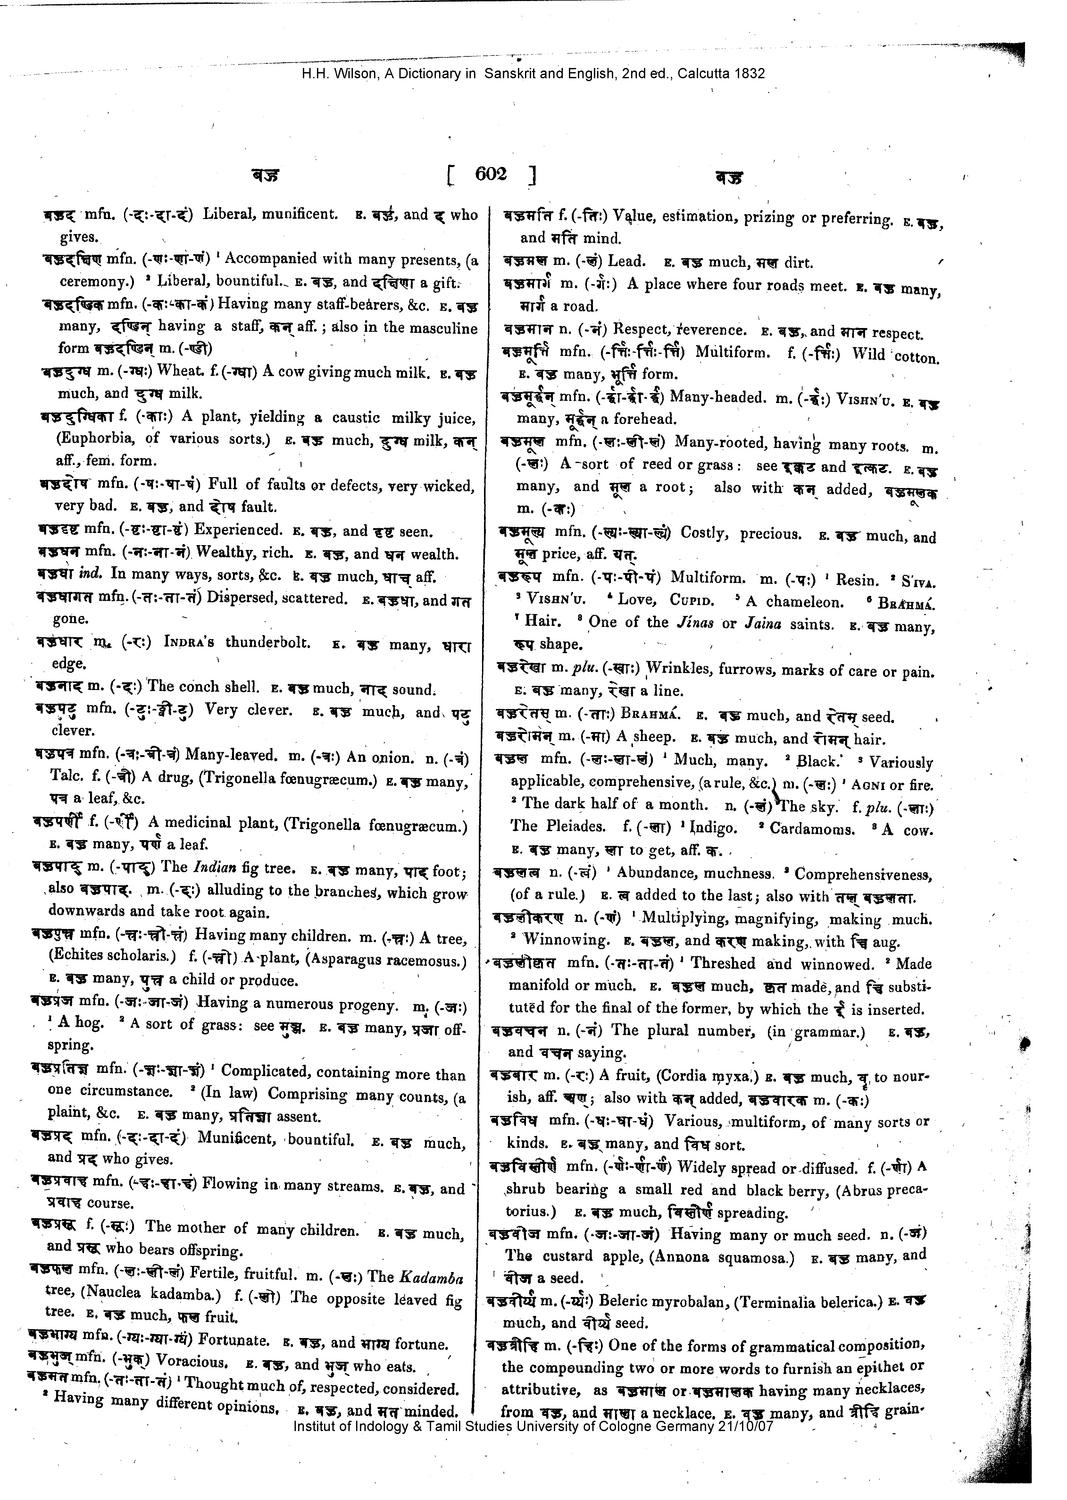 H.H. Wilson, A Dictionary in Sanskrit and English, 2nd ed., Calcutta 1832
बहु [ 602 ] बहु
बहुद mfn. (-दः-दा-दं) Liberal, munificent. E. बहु, and द who
gives.
बहुदक्षिण mfn. (-णः-णा-णं) ¹ Accompanied with many presents, (a
ceremony.) ² Liberal, bountiful. E. बहु, and दक्षिणा a gift.
बहुदण्डिक mfn. (-कः-का-कं) Having many staff-bearers, &c. E. बहु
many, दण्डिन् having a staff, कन् aff.; also in the masculine
form बहुदण्डिन् m. (-ण्डी)
बहुदुग्ध m. (-ग्धः) Wheat. f. (-ग्धा) A cow giving much milk. E. बहु
much, and दुग्ध milk.
बहुदुग्धिका f. (-काः) A plant, yielding a caustic milky juice,
(Euphorbia, of various sorts.) E. बहु much, दुग्ध milk, कन्
aff., fem. form.
बहुदोष mfn. (-षः-षा-षं) Full of faults or defects, very wicked,
very bad. E. बहु, and दोष fault.
बहुदृष्ट mfn. (-ष्टः-ष्टा-ष्टं) Experienced. E. बहु, and दृष्ट seen.
बहुधन mfn. (-नः-ना-नं) Wealthy, rich. E. बहु, and धन wealth.
बहुधा ind. In many ways, sorts, &c. E. बहु much, धाच् aff.
बहुधागत mfn. (-तः-ता-तं) Dispersed, scattered. E. बहुधा, and गत
gone.
बहुधार m. (-रः) INDRA'S thunderbolt. E. बहु many, धारा
edge.
बहुनाद m. (-दः) The conch shell. E. बहु much, नाद sound.
बहुपटु mfn. (-टुः-ट्वी-टु) Very clever. E. बहु much, and पटु
clever.
बहुपत्र mfn. (-त्रः-त्री-त्रं) Many-leaved. m. (-त्रः) An onion. n. (-त्रं)
Talc. f. (-त्री) A drug, (Trigonella fœnugræcum.) E. बहु many,
पत्र a leaf, &c.
बहुपर्णी f. (-र्णी) A medicinal plant, (Trigonella fœnugræcum.)
E. बहु many, पर्ण a leaf.
बहुपाद् m. (-पाद्) The Indian fig tree. E. बहु many, पाद् foot;
also बहुपाद. m. (-दः) alluding to the branches, which grow
downwards and take root again.
बहुपुत्र mfn. (-त्रः-त्री-त्रं) Having many children. m. (-त्रः) A tree,
(Echites scholaris.) f. (-त्री) A plant, (Asparagus racemosus.)
E. बहु many, पुत्र a child or produce.
बहुप्रज mfn. (-जः-जा-जं) Having a numerous progeny. m. (-जः)
¹ A hog. ² A sort of grass: see मुञ्ज. E. बहु many, प्रजा off-
spring.
बहुप्रतिज्ञ mfn. (-ज्ञः-ज्ञा-ज्ञं) ¹ Complicated, containing more than
one circumstance. ² (In law) Comprising many counts, (a
plaint, &c. E. बहु many, प्रतिज्ञा assent.
बहुप्रद mfn. (-दः-दा-दं) Munificent, bountiful. E. बहु much,
and प्रद who gives.
बहुप्रवाह mfn. (-हः-हा-हं) Flowing in many streams. E. बहु, and
प्रवाह course.
बहुप्रसू f. (-सूः) The mother of many children. E. बहु much,
and प्रसू who bears offspring.
बहुफल mfn. (-लः-ली-लं) Fertile, fruitful. m. (-लः) The Kadamba
tree, (Nauclea kadamba.) f. (-ली) The opposite leaved fig
tree. E. बहु much, फल fruit.
बहुभाग्य mfn. (-ग्यः-ग्या-ग्यं) Fortunate. E. बहु, and भाग्य fortune.
बहुभुज् mfn. (-भुक्) Voracious. E. बहु, and भुज् who eats.
बहुमत mfn. (-तः-ता-तं) ¹ Thought much of, respected, considered.
² Having many different opinions, E. बहु, and मत minded.
बहुमति f. (-तिः) Value, estimation, prizing or preferring. E. बहु,
and मति mind.
बहुमल m. (-लं) Lead. E. बहु much, मल dirt.
बहुमार्ग m. (-र्गः) A place where four roads meet. E. बहु many,
मार्ग a road.
बहुमान n. (-नं) Respect, reverence. E. बहु, and मान respect.
बहुमूर्त्ति mfn. (-र्त्तिः-र्त्तिः-र्त्ति) Multiform. f. (-र्त्तिः) Wild cotton.
E. बहु many, मूर्त्ति form.
बहुमूर्द्धन् mfn. (-र्द्धा-र्द्धा-र्द्ध) Many-headed. m. (-र्द्धः) VISHN'U. E. बहु
many, मूर्द्धन् a forehead.
बहुमूल mfn. (-लः-ली-लं) Many-rooted, having many roots. m.
(-लः) A sort of reed or grass: see इक्कट and इत्कट. E. बहु
many, and मूल a root; also with कन् added, बहुमूलक
m. (-कः)
बहुमूल्य mfn. (-ल्यः-ल्या-ल्यं) Costly, precious. E. बहु much, and
मूल price, aff. यत्.
बहुरूप mfn. (-पः-पी-पं) Multiform. m. (-पः) ¹ Resin. ² S'IVA.
³ VISHN'U. ⁴ Love, CUPID. ⁵ A chameleon. ⁶ BRAHMÁ.
⁷ Hair. ⁸ One of the Jinas or Jaina saints. E. बहु many,
रूप shape.
बहुरेखा m. plu. (-खाः) Wrinkles, furrows, marks of care or pain.
E. बहु many, रेखा a line.
बहुरेतस् m. (-ताः) BRAHMÁ. E. बहु much, and रेतस् seed.
बहुरोमन् m. (-मा) A sheep. E. बहु much, and रोमन् hair.
बहुल mfn. (-लः-ला-लं) ¹ Much, many. ² Black. ³ Variously
applicable, comprehensive, (a rule, &c.) m. (-लः) ¹ AGNI or fire.
² The dark half of a month. n. (-लं) The sky. f. plu. (-लाः)
The Pleiades. f. (-ला) ¹ Indigo. ² Cardamoms. ³ A cow.
E. बहु many, ला to get, aff. क.
बहुलत्व n. (-त्वं) ¹ Abundance, muchness. ² Comprehensiveness,
(of a rule.) E. त्व added to the last; also with तल् बहुलता.
बहुलीकरण n. (-णं) ¹ Multiplying, magnifying, making much.
² Winnowing. E. बहुल, and करण making, with च्वि aug.
बहुलीकृत mfn. (-तः-ता-तं) ¹ Threshed and winnowed. ² Made
manifold or much. E. बहुल much, कृत made, and च्वि substi-
tuted for the final of the former, by which the ई is inserted.
बहुवचन n. (-नं) The plural number, (in grammar.) E. बहु,
and वचन saying.
बहुवार m. (-रः) A fruit, (Cordia myxa.) E. बहु much, वृ to nour-
ish, aff. अण्; also with कन् added, बहुवारक m. (-कः)
बहुविध mfn. (-धः-धा-धं) Various, multiform, of many sorts or
kinds. E. बहु many, and विध sort.
बहुविस्तीर्ण mfn. (-र्णः-र्णा-र्णं) Widely spread or diffused. f. (-र्णा) A
shrub bearing a small red and black berry, (Abrus preca-
torius.) E. बहु much, विस्तीर्ण spreading.
बहुवीज mfn. (-जः-जा-जं) Having many or much seed. n. (-जं)
The custard apple, (Annona squamosa.) E. बहु many, and
वीज a seed.
बहुवीर्य्य m. (-र्य्यः) Beleric myrobalan, (Terminalia belerica.) E. बहु
much, and वीर्य्य seed.
बहुव्रीहि m. (-हिः) One of the forms of grammatical composition,
the compounding two or more words to furnish an epithet or
attributive, as बहुमाल or बहुमालक having many necklaces,
from बहु, and माला a necklace. E. बहु many, and व्रीहि grain-
Institut of Indology & Tamil Studies University of Cologne Germany 21/10/07